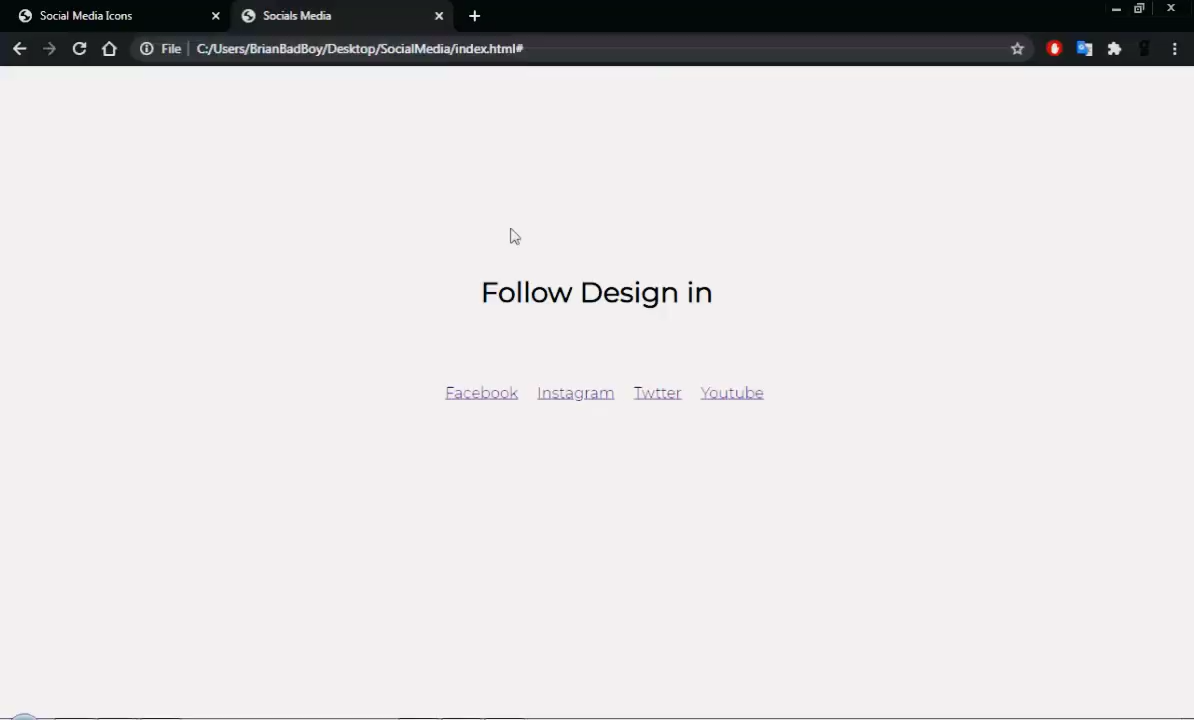 Social Media Icons
Socials Media
File
C:/Users/BrianBadBoy/Desktop/SocialMedia/index.html#
Follow Design in
Facebook Instagram Twtter Youtube